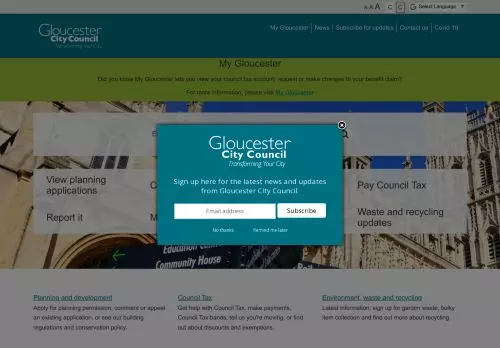 A A A C C Select Language
My Gloucester News Subscribe for updates Contact us Covid-19
Gloucester
City Council
Transforming Your City
My Gloucester
Did you know My Gloucester lets you view your council tax account, request or make changes to your benefit claim?
For more information, please visit My Gloucester
Gloucester
City Council
Transforming Your City
Sign up here for the latest news and updates
from Gloucester City Council
Email address Subscribe
No thanks Remind me later
View planning
applications
Pay Council Tax
Report it
Waste and recycling
updates
Education Centre
Community House
Planning and development
Apply for planning permission, comment or appeal
an existing application, or see our building
regulations and conservation policy.
Council Tax
Get help with Council Tax, make payments,
Council Tax bands, tell us you're moving, or find
out about discounts and exemptions.
Environment, waste and recycling
Latest information, sign up for garden waste, bulky
item collection and find out more about recycling.